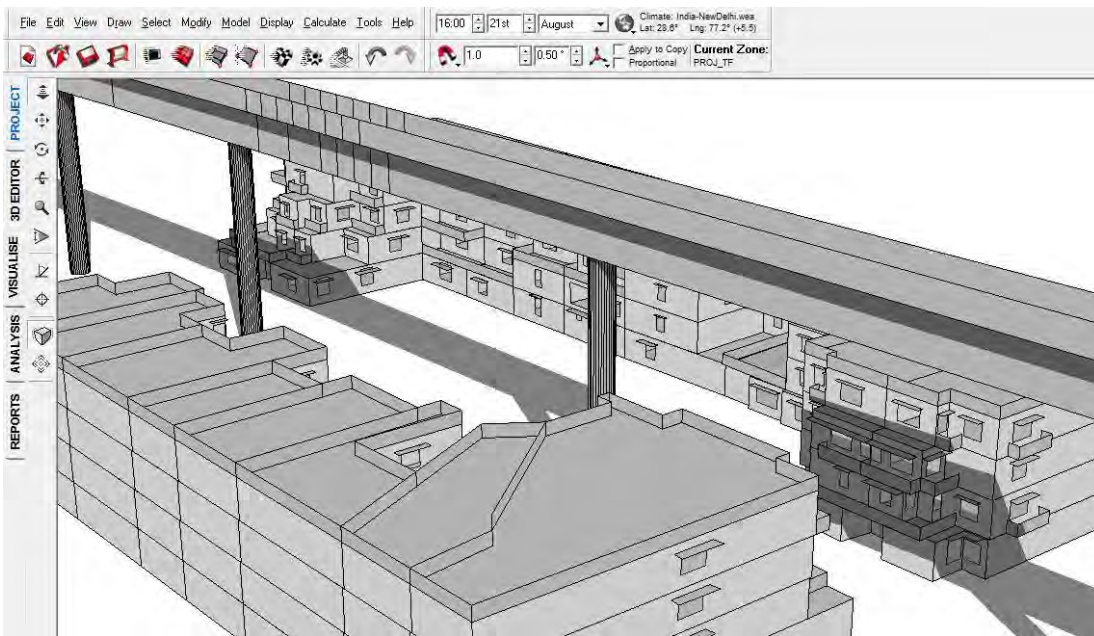 File Edit View Draw Select Modify Model Display Calculate Tools Help
16:00 21st August Climate: India-NewDelhi.wea
Lat: 28.6° Lng: 77.2° (+5.5)
1.0 0.50° Apply to Copy Current Zone:
Proportional PROJ_TF
PROJECT
3D EDITOR
VISUALISE
ANALYSIS
REPORTS